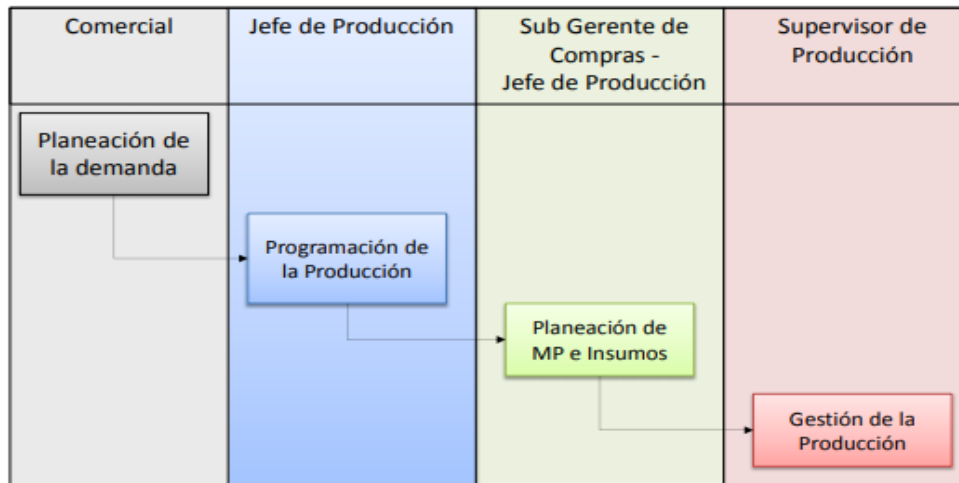 Comercial
Jefe de Producción
Sub Gerente de
Compras -
Jefe de Producción
Supervisor de
Producción
Planeación de
la demanda
Programación de
la Producción
Planeación de
MP e Insumos
Gestión de la
Producción